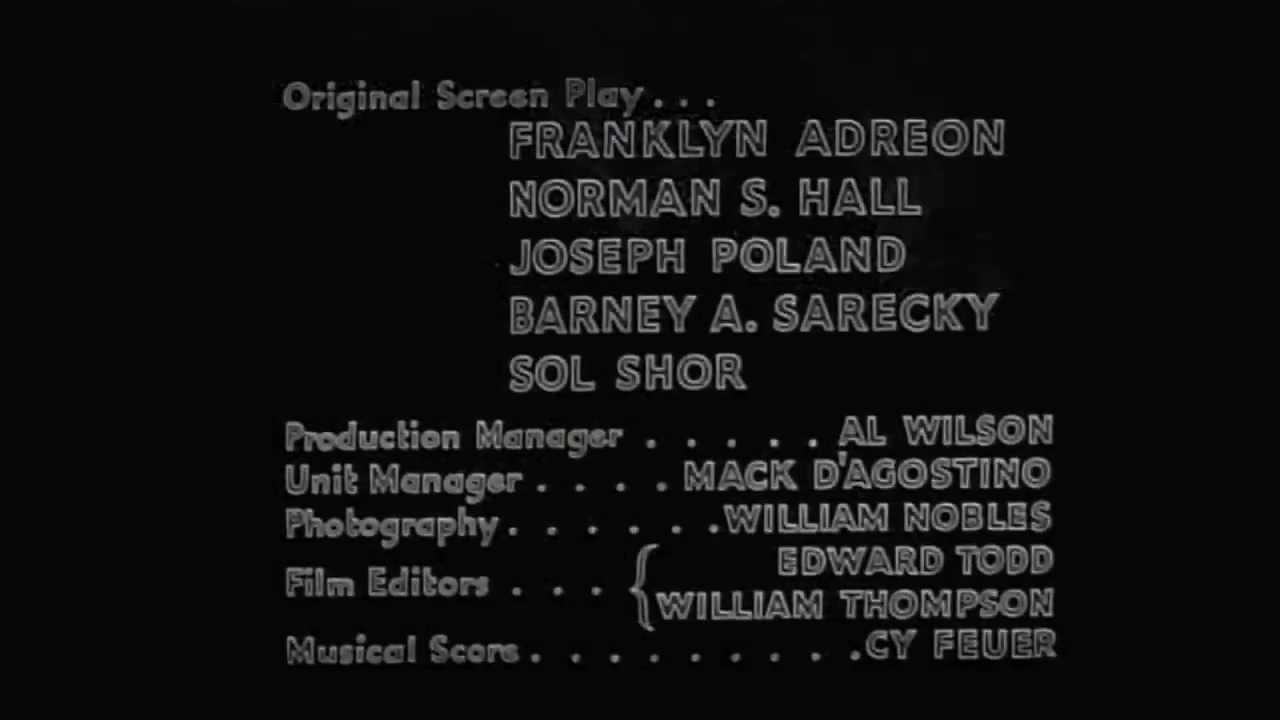 Original Screen Play...
FRANKLYN ADREON
NORMAN S. HALL
JOSEPH POLAND
BARNEY A. SARECKY
SOL SHOR
Production Manager . . . . . AL WILSON
Unit Manager . . . . MACK D'AGOSTINO
Photography . . . . . . WILLIAM NOBLES
Film Editors . . . { EDWARD TODD
WILLIAM THOMPSON
Musical Score . . . . . . . . . CY FEUER